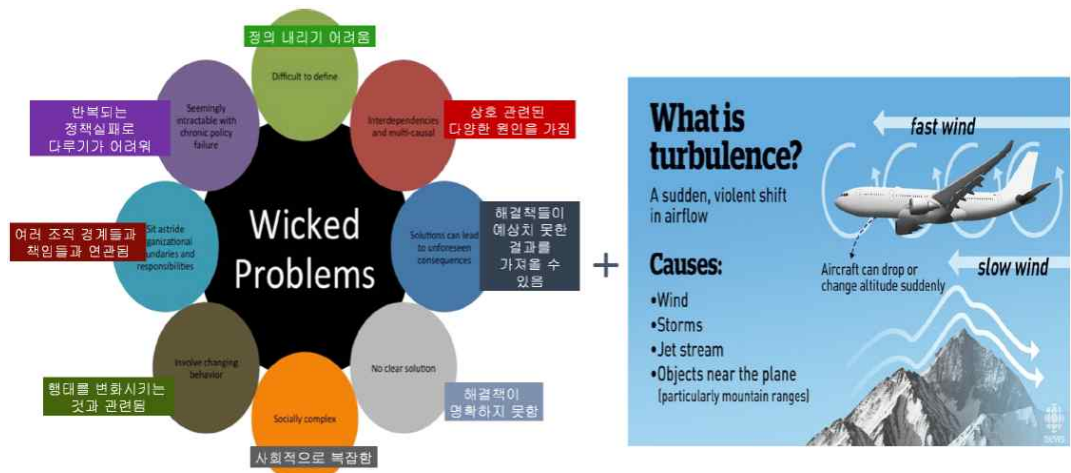 정의 내리기 어려움
Difficult to define
반복되는
정책실패로
다루기가 어려워
Seemingly
intractable with
chronic policy
failure
Interdependencies
and multi-causal
상호 관련된
다양한 원인을 가짐
여러 조직 경계들과
책임들과 연관됨
Sit astride
organizational
boundaries and
responsibilities
Wicked
Problems
Solutions can lead
to unforeseen
consequences
해결책들이
예상치 못한
결과를
가져올 수
있음
행태를 변화시키는
것과 관련됨
Involve changing
behavior
No clear solution
해결책이
명확하지 못함
Socially complex
사회적으로 복잡함
+
What is
turbulence?
A sudden, violent shift
in airflow
Causes:
•Wind
•Storms
•Jet stream
•Objects near the plane
(particularly mountain ranges)
fast wind
Aircraft can drop or
change altitude suddenly
slow wind